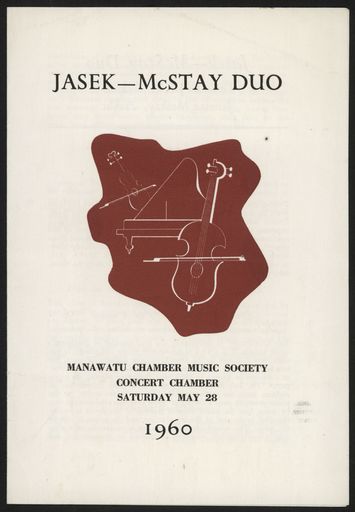 JASEK—McSTAY DUO
MANAWATU CHAMBER MUSIC SOCIETY
CONCERT CHAMBER
SATURDAY MAY 28
1960